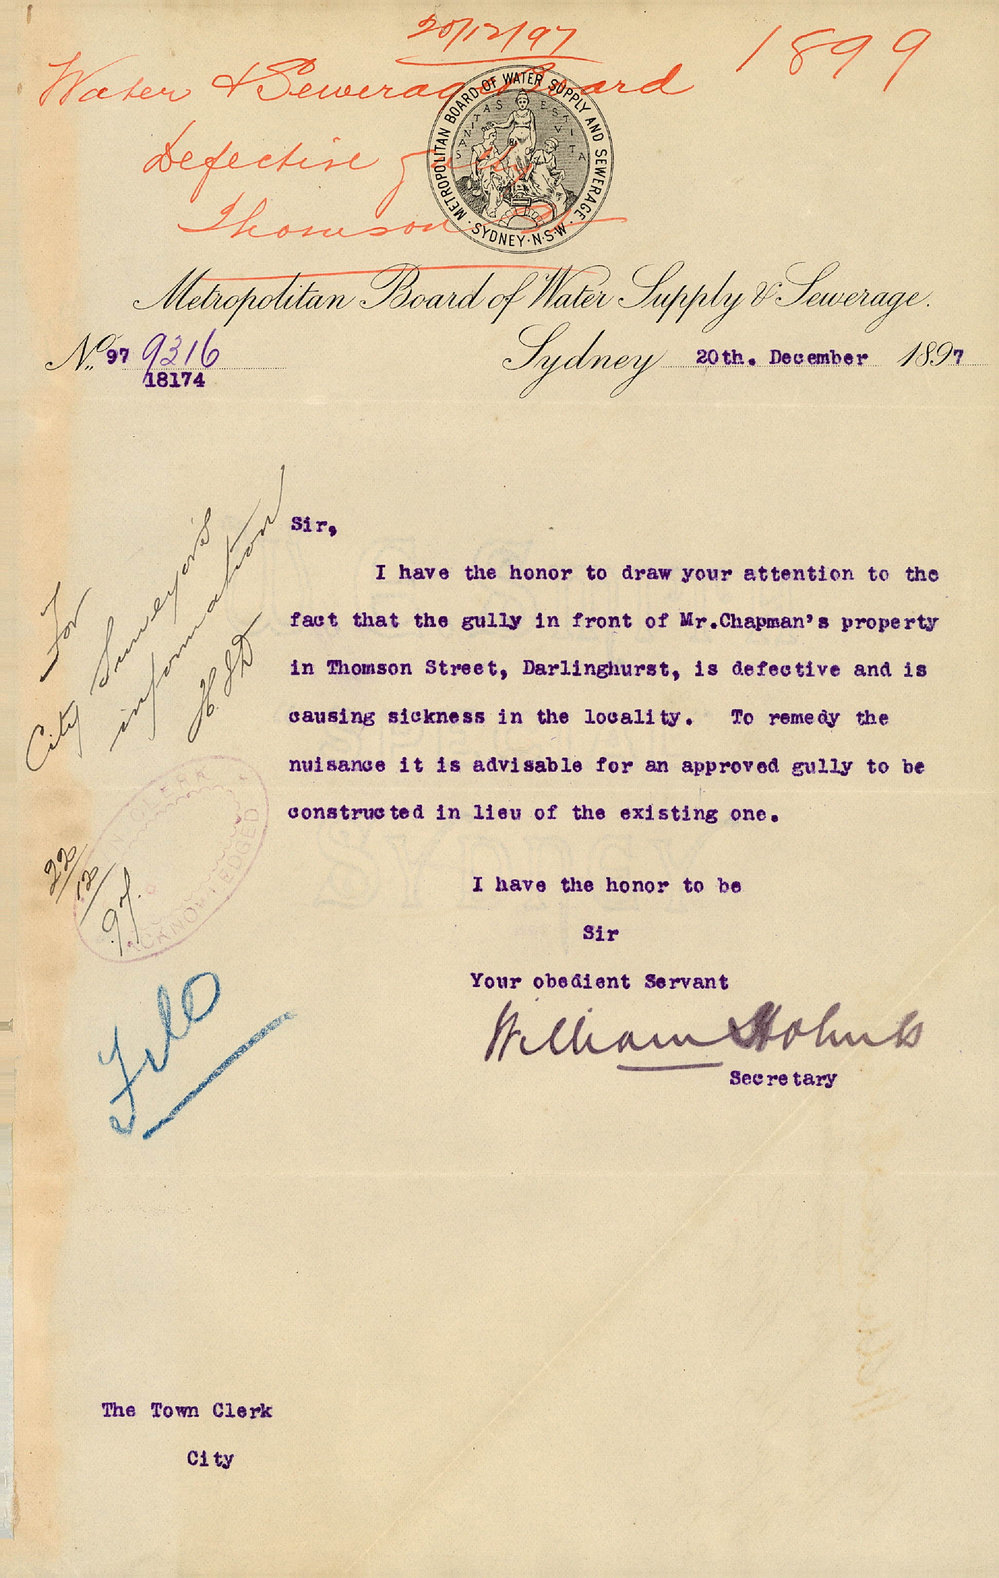 20/12/97
1899
Water & Sewerage Board
Defective gully
Thomson St
METROPOLITAN BOARD OF WATER SUPPLY AND SEWERAGE
SANITAS
SYDNEY·N·S·W·
Metropolitan Board of Water Supply & Sewerage.
No. 97 9316
18174
Sydney 20th. December 1897
Sir,
I have the honor to draw your attention to the
fact that the gully in front of Mr.Chapman's property
in Thomson Street, Darlinghurst, is defective and is
causing sickness in the locality. To remedy the
nuisance it is advisable for an approved gully to be
constructed in lieu of the existing one.
For
City Surveyor's
information
22/12/97.
ACKNOWLEDGED
I have the honor to be
Sir
Your obedient Servant
William Holmes
Secretary
File
The Town Clerk
City